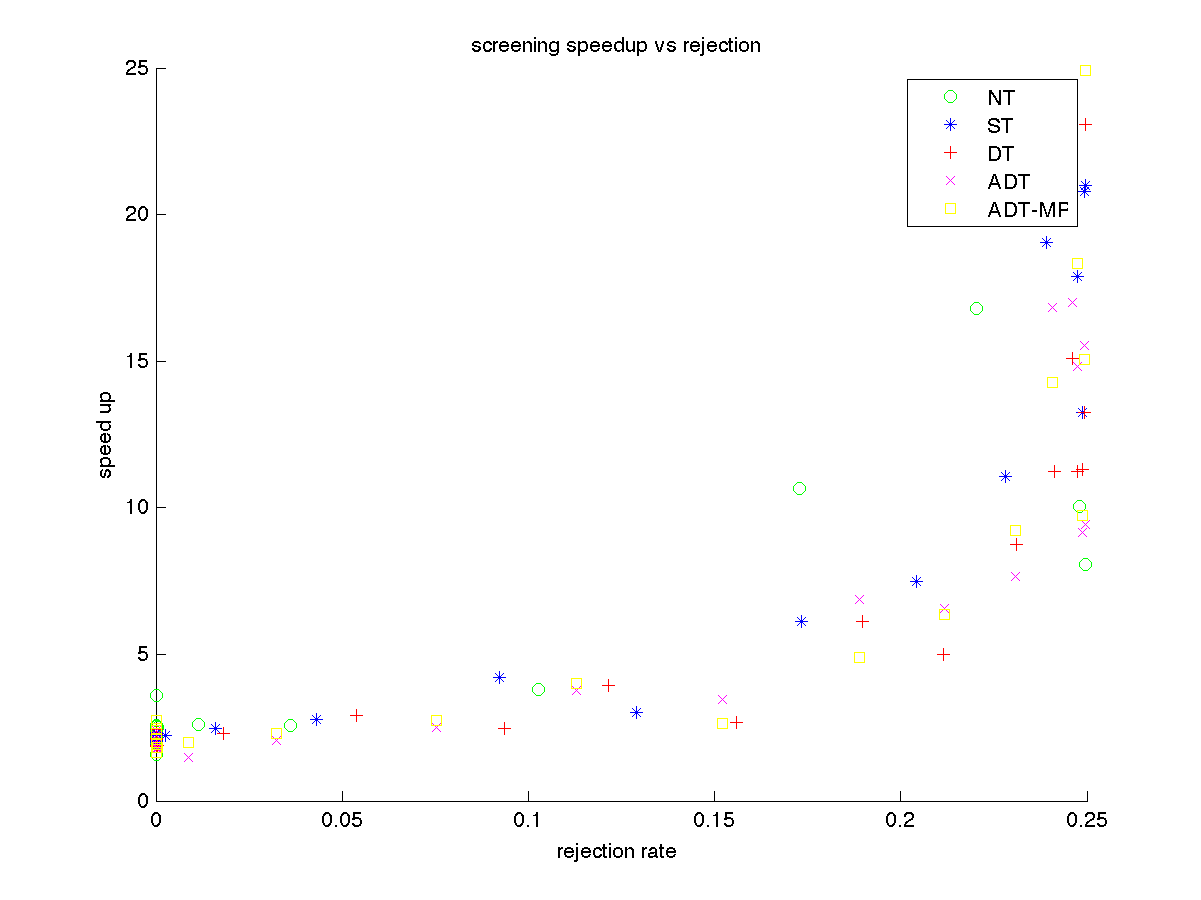 screening speedup vs rejection
25
20
15
10
5
0
speed up
NT
ST
DT
ADT
ADT-MF
0
0.05
0.1
0.15
0.2
0.25
rejection rate